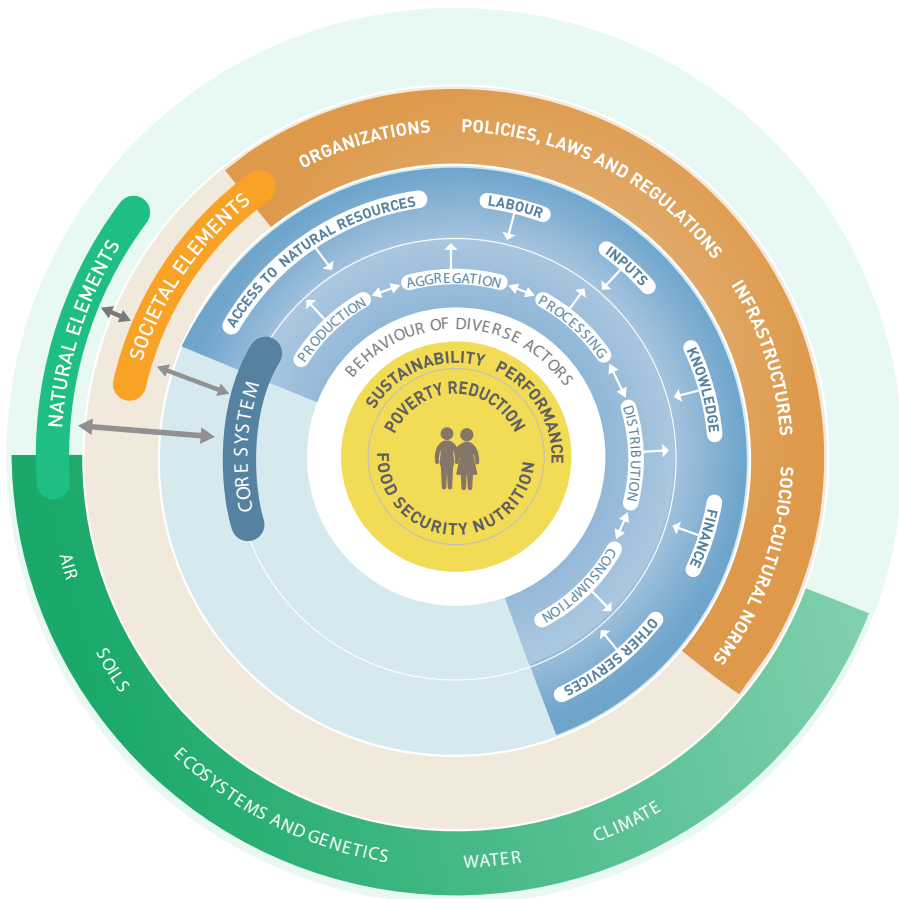 NATURAL ELEMENTS
SOCIETAL ELEMENTS
CORE SYSTEM
ORGANIZATIONS
POLICIES, LAWS AND REGULATIONS
INFRASTRUCTURES
SOCIO-CULTURAL NORMS
ACCESS TO NATURAL RESOURCES
LABOUR
INPUTS
KNOWLEDGE
FINANCE
OTHER SERVICES
PRODUCTION
AGGREGATION
PROCESSING
DISTRIBUTION
CONSUMPTION
BEHAVIOUR OF DIVERSE ACTORS
SUSTAINABILITY PERFORMANCE
POVERTY REDUCTION
FOOD SECURITY NUTRITION
AIR
SOILS
ECOSYSTEMS AND GENETICS
WATER
CLIMATE